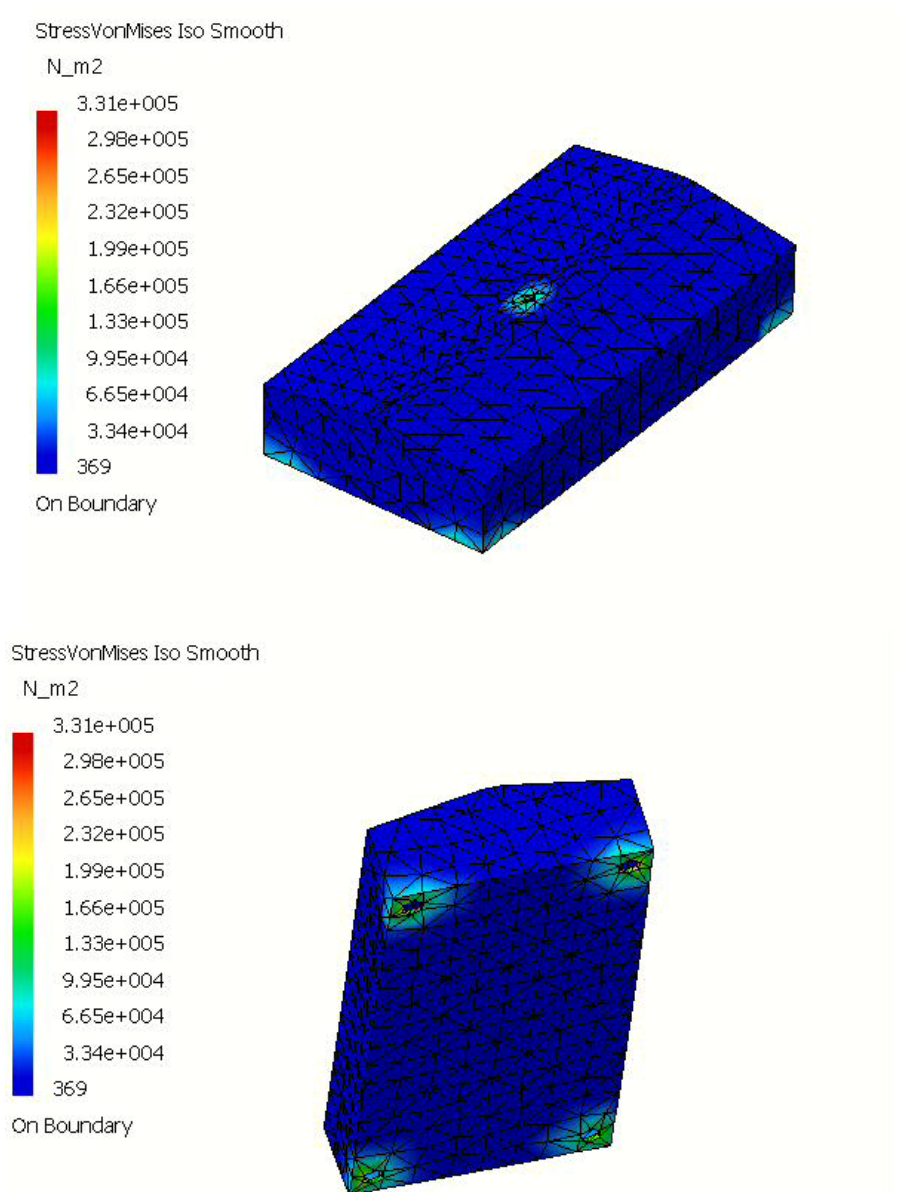 StressVonMises Iso Smooth
N_m2
3.31e+005
2.98e+005
2.65e+005
2.32e+005
1.99e+005
1.66e+005
1.33e+005
9.95e+004
6.65e+004
3.34e+004
369
On Boundary
StressVonMises Iso Smooth
N_m2
3.31e+005
2.98e+005
2.65e+005
2.32e+005
1.99e+005
1.66e+005
1.33e+005
9.95e+004
6.65e+004
3.34e+004
369
On Boundary